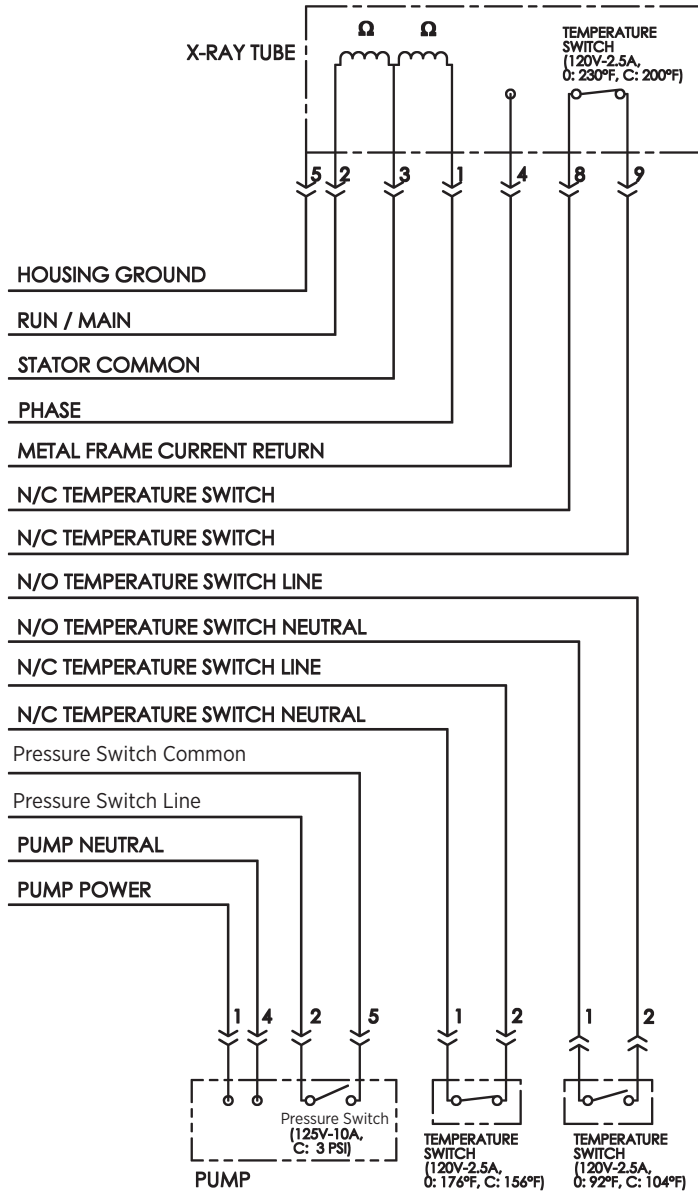 Ω Ω
TEMPERATURE
SWITCH
(120V-2.5A,
0: 230°F, C: 200°F)
X-RAY TUBE
5 2 3 1 4 8 9
HOUSING GROUND
RUN / MAIN
STATOR COMMON
PHASE
METAL FRAME CURRENT RETURN
N/C TEMPERATURE SWITCH
N/C TEMPERATURE SWITCH
N/O TEMPERATURE SWITCH LINE
N/O TEMPERATURE SWITCH NEUTRAL
N/C TEMPERATURE SWITCH LINE
N/C TEMPERATURE SWITCH NEUTRAL
Pressure Switch Common
Pressure Switch Line
PUMP NEUTRAL
PUMP POWER
1 4 2 5 1 2 1 2
Pressure Switch
(125V-10A,
C: 3 PSI)
PUMP
TEMPERATURE
SWITCH
(120V-2.5A,
0: 176°F, C: 156°F)
TEMPERATURE
SWITCH
(120V-2.5A,
0: 92°F, C: 104°F)